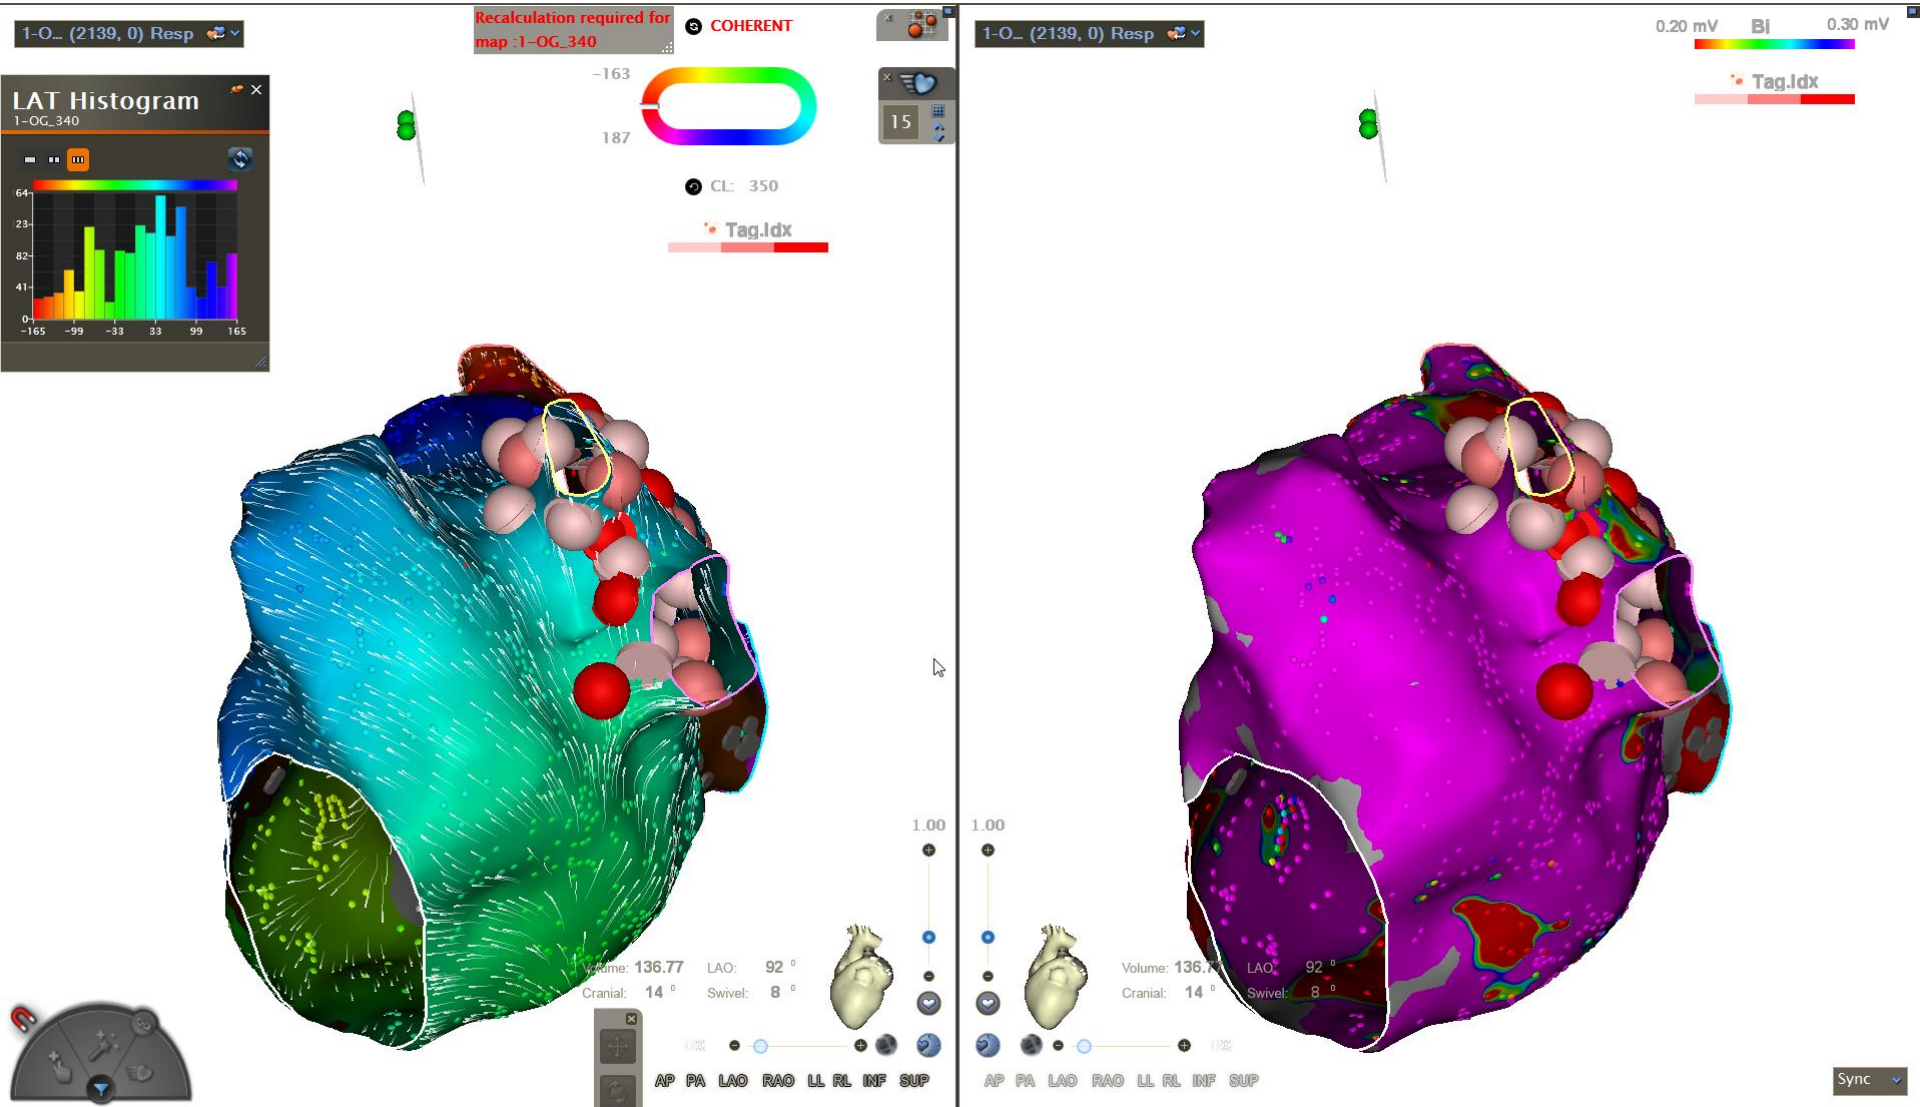 1-O... (2139, 0) Resp
Recalculation required for
map :1-OG_340
COHERENT
LAT Histogram
1-OG_340
64
23
82
41
0
-165 -99 -33 33 99 165
-163
187
CL: 350
Tag.Idx
15
1.00
Volume: 136.77 LAO: 92 °
Cranial: 14 ° Swivel: 8 °
AP PA LAO RAO LL RL INF SUP
1-O... (2139, 0) Resp
0.20 mV Bi 0.30 mV
Tag.Idx
1.00
Volume: 136.77 LAO: 92 °
Cranial: 14 ° Swivel: 8 °
AP PA LAO RAO LL RL INF SUP
Sync